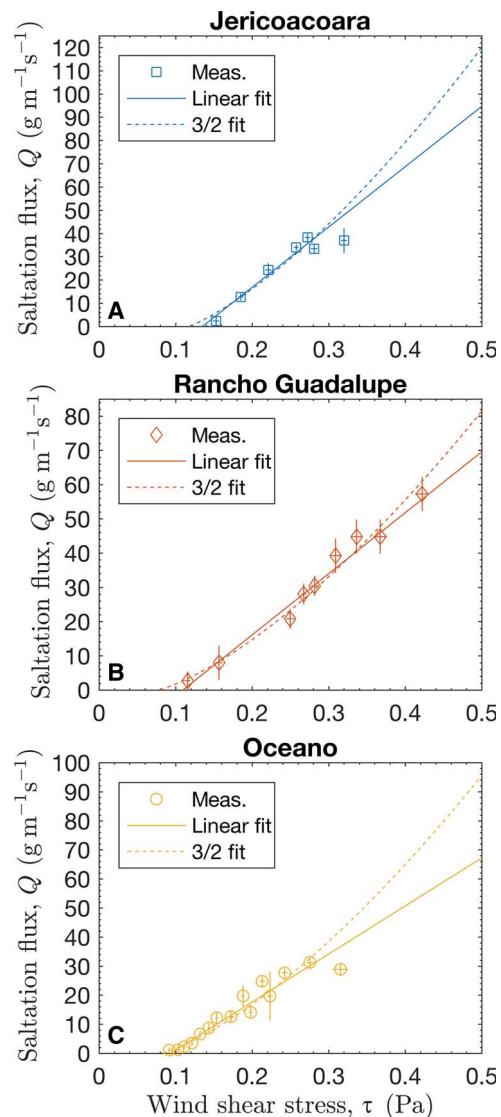 Jericoacoara
120
110
100
90
80
70
60
50
40
30
20
10
0
Saltation flux, Q (g m⁻¹s⁻¹)
Meas.
Linear fit
3/2 fit
A
0 0.1 0.2 0.3 0.4 0.5
Rancho Guadalupe
80
70
60
50
40
30
20
10
0
Saltation flux, Q (g m⁻¹s⁻¹)
Meas.
Linear fit
3/2 fit
B
0 0.1 0.2 0.3 0.4 0.5
Oceano
100
90
80
70
60
50
40
30
20
10
0
Saltation flux, Q (g m⁻¹s⁻¹)
Meas.
Linear fit
3/2 fit
C
0 0.1 0.2 0.3 0.4 0.5
Wind shear stress, τ (Pa)